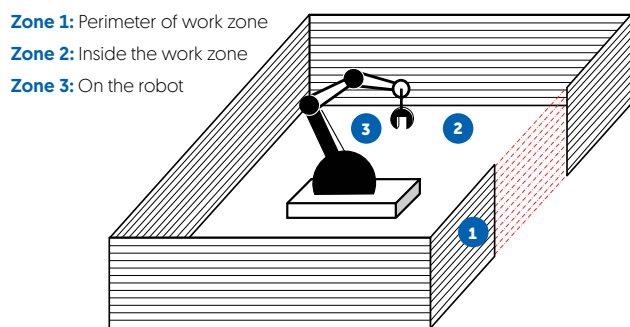 Zone 1: Perimeter of work zone
Zone 2: Inside the work zone
Zone 3: On the robot
3
2
1